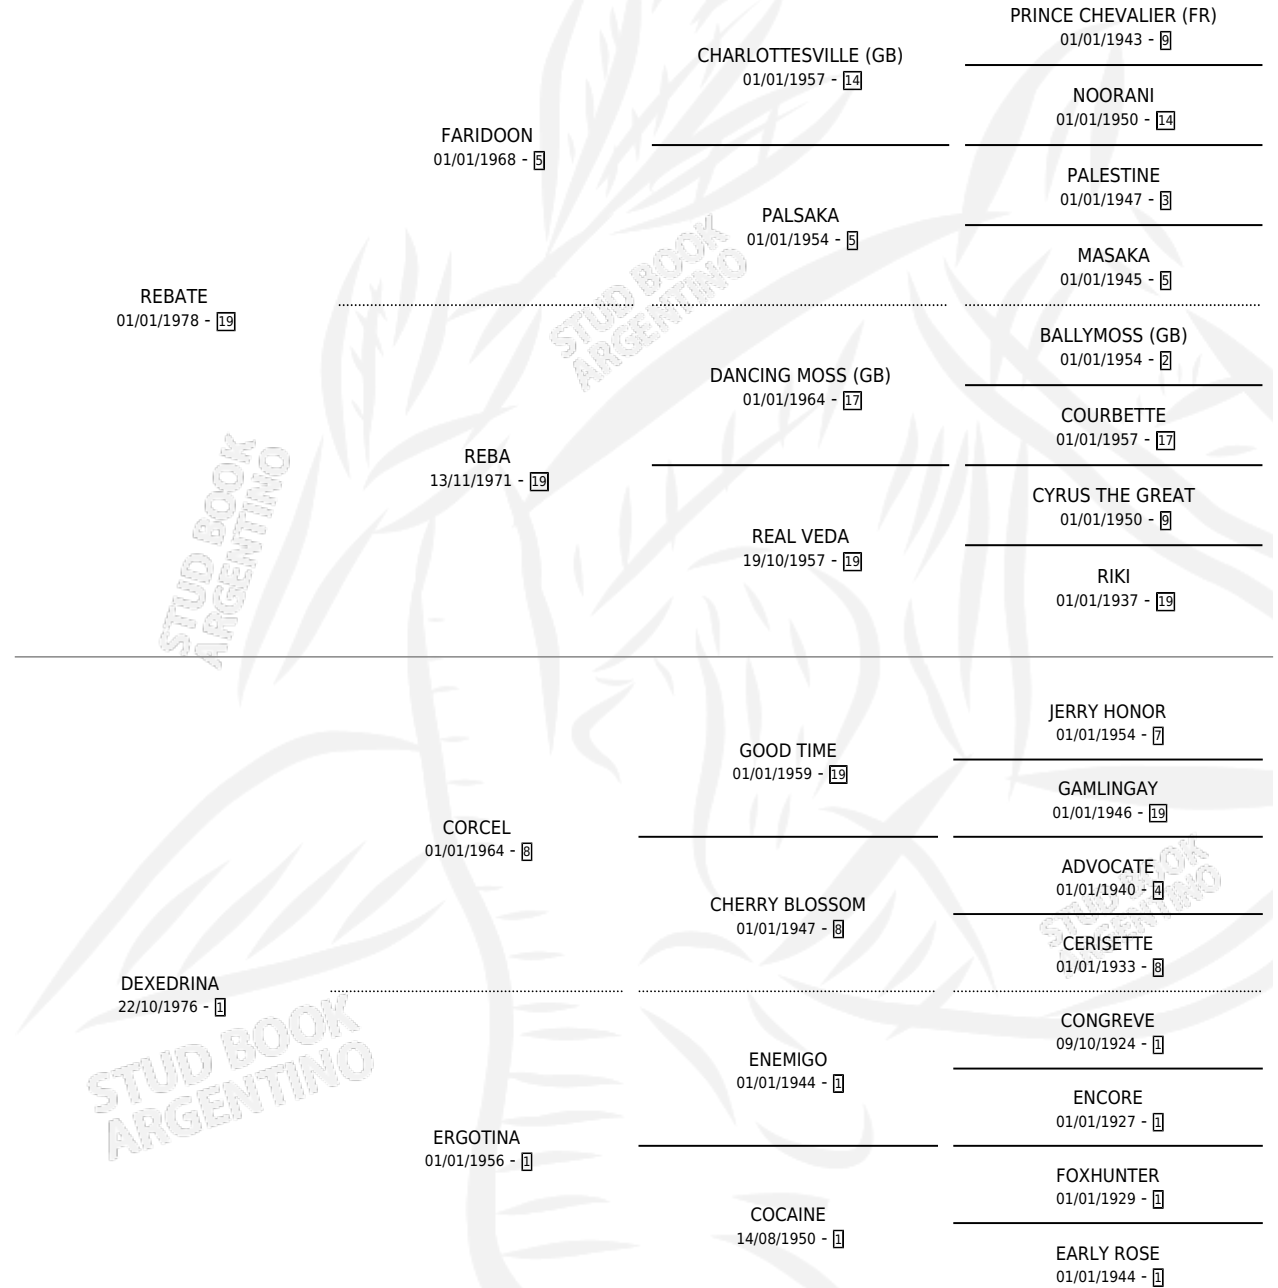 PRINCE CHEVALIER (FR)
01/01/1943 - 9
CHARLOTTESVILLE (GB)
01/01/1957 - 14
NOORANI
01/01/1950 - 14
FARIDOON
01/01/1968 - 5
PALESTINE
01/01/1947 - 3
PALSAKA
01/01/1954 - 5
MASAKA
01/01/1945 - 5
REBATE
01/01/1978 - 19
BALLYMOSS (GB)
01/01/1954 - 2
DANCING MOSS (GB)
01/01/1964 - 17
COURBETTE
01/01/1957 - 17
REBA
13/11/1971 - 19
CYRUS THE GREAT
01/01/1950 - 9
REAL VEDA
19/10/1957 - 19
RIKI
01/01/1937 - 19
JERRY HONOR
01/01/1954 - 7
GOOD TIME
01/01/1959 - 19
GAMLINGAY
01/01/1946 - 19
CORCEL
01/01/1964 - 8
ADVOCATE
01/01/1940 - 4
CHERRY BLOSSOM
01/01/1947 - 8
CERISETTE
01/01/1933 - 8
DEXEDRINA
22/10/1976 - 1
CONGREVE
09/10/1924 - 1
ENEMIGO
01/01/1944 - 1
ENCORE
01/01/1927 - 1
ERGOTINA
01/01/1956 - 1
FOXHUNTER
01/01/1929 - 1
COCAINE
14/08/1950 - 1
EARLY ROSE
01/01/1944 - 1
STUD BOOK
ARGENTINO
STUD BOOK
ARGENTINO
STUD BOOK
ARGENTINO
STUD BOOK
ARGENTINO